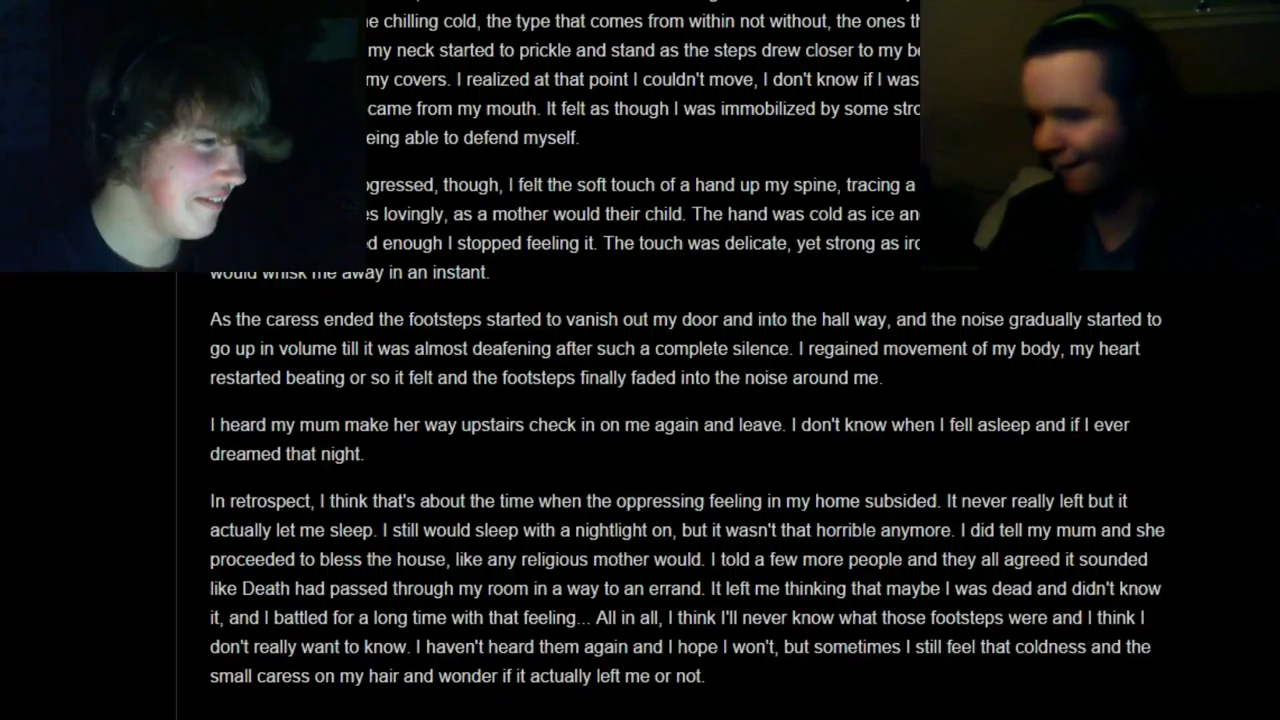 e chilling cold, the type that comes from within not without, the ones
my neck started to prickle and stand as the steps drew closer to my
my covers. I realized at that point I couldn't move, I don't know if I was
came from my mouth. It felt as though I was immobilized by some
eing able to defend myself.
ogressed, though, I felt the soft touch of a hand up my spine, tracing a
es lovingly, as a mother would their child. The hand was cold as ice
d enough I stopped feeling it. The touch was delicate, yet strong as
would whisk me away in an instant.
As the caress ended the footsteps started to vanish out my door and into the hall way, and the noise gradually started to
go up in volume till it was almost deafening after such a complete silence. I regained movement of my body, my heart
restarted beating or so it felt and the footsteps finally faded into the noise around me.
I heard my mum make her way upstairs check in on me again and leave. I don't know when I fell asleep and if I ever
dreamed that night.
In retrospect, I think that's about the time when the oppressing feeling in my home subsided. It never really left but it
actually let me sleep. I still would sleep with a nightlight on, but it wasn't that horrible anymore. I did tell my mum and she
proceeded to bless the house, like any religious mother would. I told a few more people and they all agreed it sounded
like Death had passed through my room in a way to an errand. It left me thinking that maybe I was dead and didn't know
it, and I battled for a long time with that feeling... All in all, I think I'll never know what those footsteps were and I think I
don't really want to know. I haven't heard them again and I hope I won't, but sometimes I still feel that coldness and the
small caress on my hair and wonder if it actually left me or not.